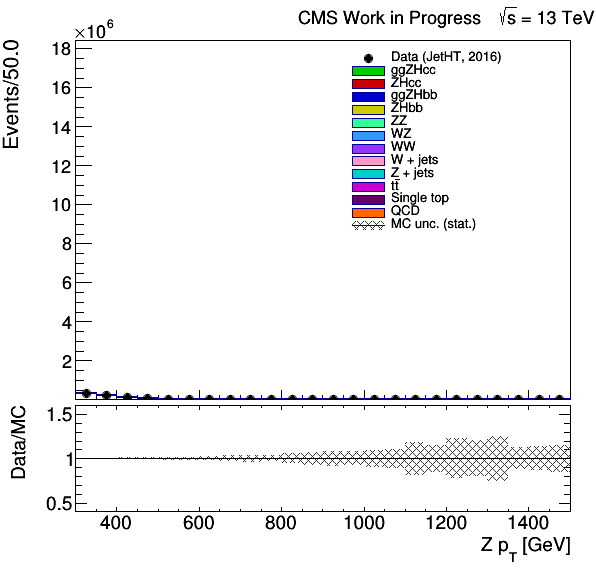 CMS Work in Progress √s = 13 TeV
×10⁶
Events/50.0
18
16
14
12
10
8
6
4
2
Data (JetHT, 2016)
ggZHcc
ZHcc
ggZHbb
ZHbb
ZZ
WZ
WW
W + jets
Z + jets
tt̄
Single top
QCD
MC unc. (stat.)
Data/MC
1.5
1
0.5
400 600 800 1000 1200 1400
Z p_T [GeV]